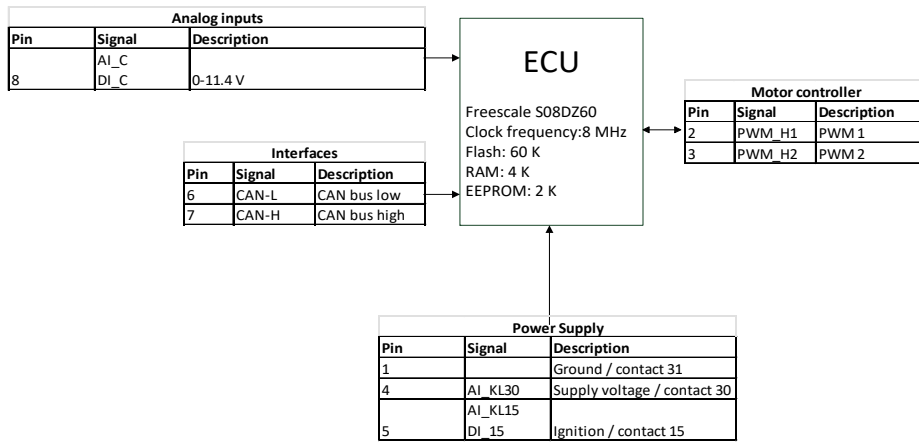 Analog inputs
Pin Signal Description
AI_C
8 DI_C 0-11.4 V
ECU
Freescale S08DZ60
Clock frequency:8 MHz
Flash: 60 K
RAM: 4 K
EEPROM: 2 K
Motor controller
Pin Signal Description
2 PWM_H1 PWM 1
3 PWM_H2 PWM 2
Interfaces
Pin Signal Description
6 CAN-L CAN bus low
7 CAN-H CAN bus high
Power Supply
Pin Signal Description
1 Ground / contact 31
4 AI_KL30 Supply voltage / contact 30
AI_KL15
5 DI_15 Ignition / contact 15